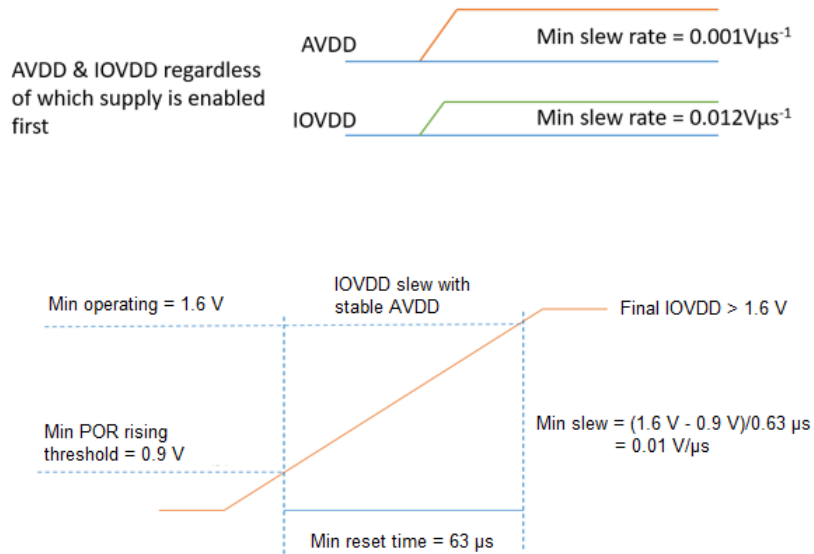 AVDD
Min slew rate = 0.001Vµs⁻¹
AVDD & IOVDD regardless
of which supply is enabled
first
IOVDD
Min slew rate = 0.012Vµs⁻¹
IOVDD slew with
stable AVDD
Min operating = 1.6 V
Final IOVDD > 1.6 V
Min POR rising
threshold = 0.9 V
Min slew = (1.6 V - 0.9 V)/0.63 µs
= 0.01 V/µs
Min reset time = 63 µs